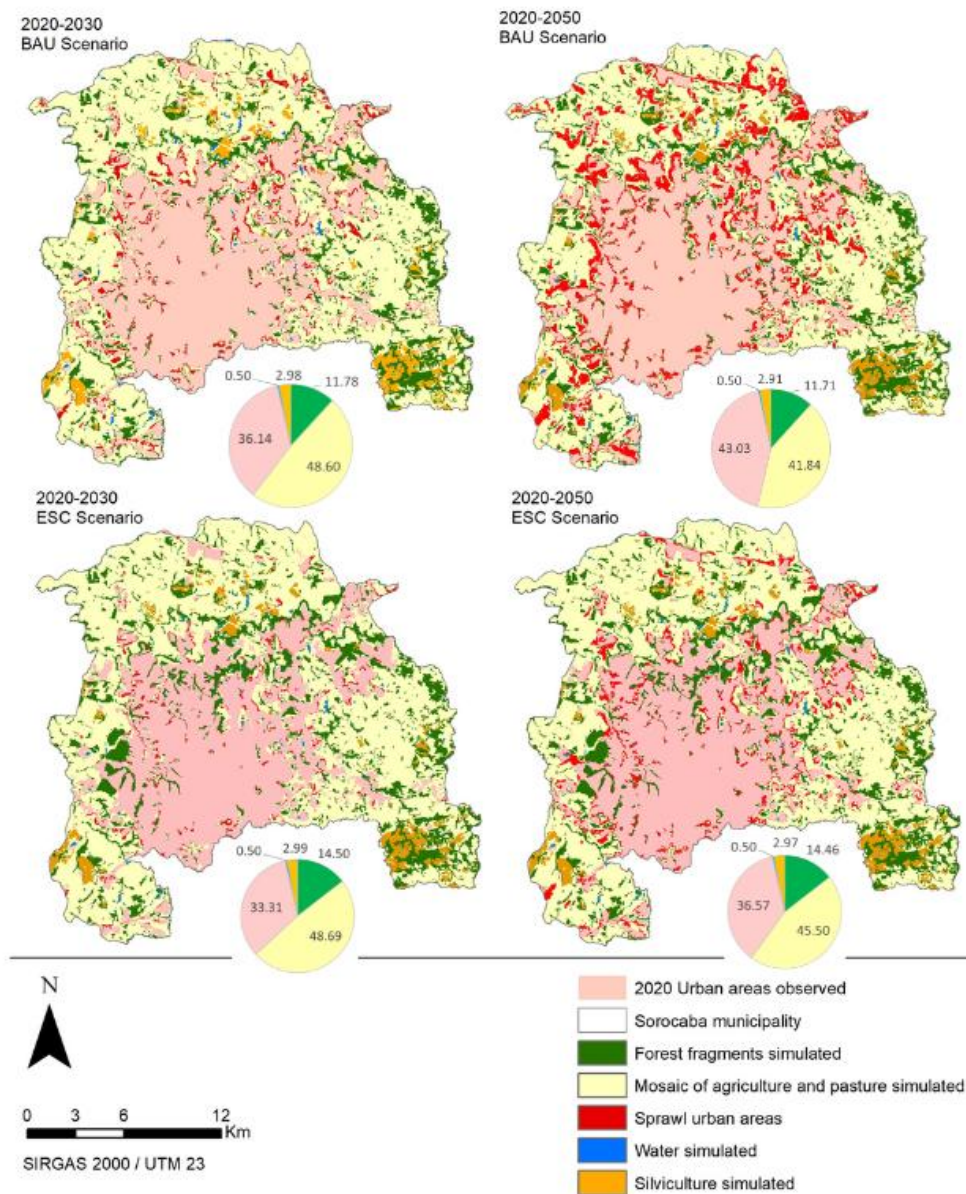 2020-2030
BAU Scenario
2020-2050
BAU Scenario
0.50
2.98
11.78
36.14
48.60
0.50
2.91
11.71
43.03
41.84
2020-2030
ESC Scenario
2020-2050
ESC Scenario
0.50
2.99
14.50
33.31
48.69
0.50
2.97
14.46
36.57
45.50
N
0 3 6 12
Km
SIRGAS 2000 / UTM 23
2020 Urban areas observed
Sorocaba municipality
Forest fragments simulated
Mosaic of agriculture and pasture simulated
Sprawl urban areas
Water simulated
Silviculture simulated